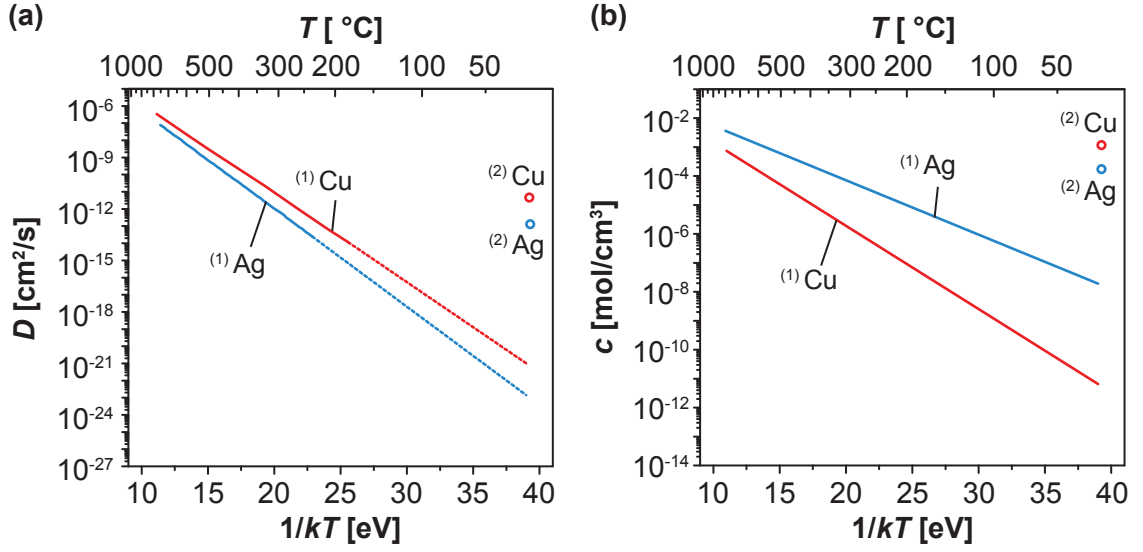 (a)
T [ °C]
1000 500 300 200 100 50
10⁻⁶
10⁻⁹
10⁻¹²
10⁻¹⁵
10⁻¹⁸
10⁻²¹
10⁻²⁴
10⁻²⁷
D [cm²/s]
⁽¹⁾ Cu
⁽²⁾ Cu
⁽¹⁾ Ag
⁽²⁾ Ag
10 15 20 25 30 35 40
1/kT [eV]
(b)
T [ °C]
1000 500 300 200 100 50
10⁻²
10⁻⁴
10⁻⁶
10⁻⁸
10⁻¹⁰
10⁻¹²
10⁻¹⁴
c [mol/cm³]
⁽²⁾ Cu
⁽¹⁾ Ag
⁽²⁾ Ag
⁽¹⁾ Cu
10 15 20 25 30 35 40
1/kT [eV]